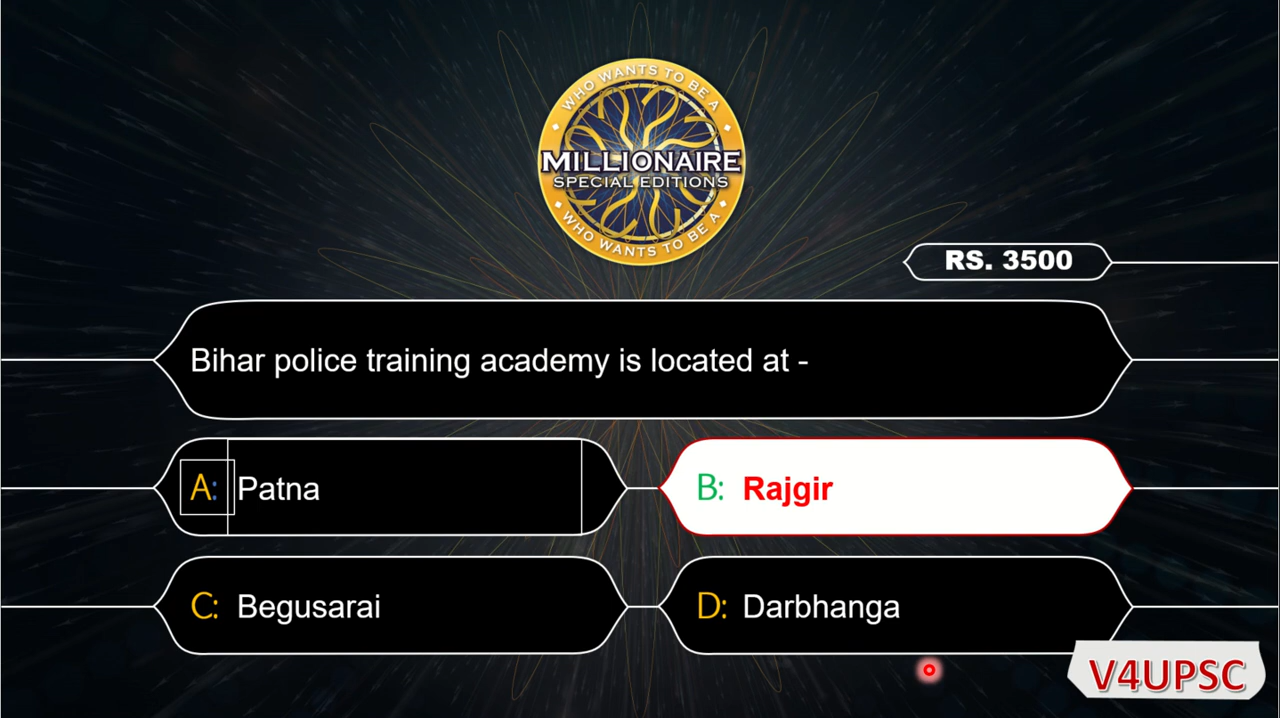 WHO WANTS TO BE A
MILLIONAIRE
SPECIAL EDITIONS
WHO WANTS TO BE A
RS. 3500
Bihar police training academy is located at -
A: Patna
B: Rajgir
C: Begusarai
D: Darbhanga
V4UPSC